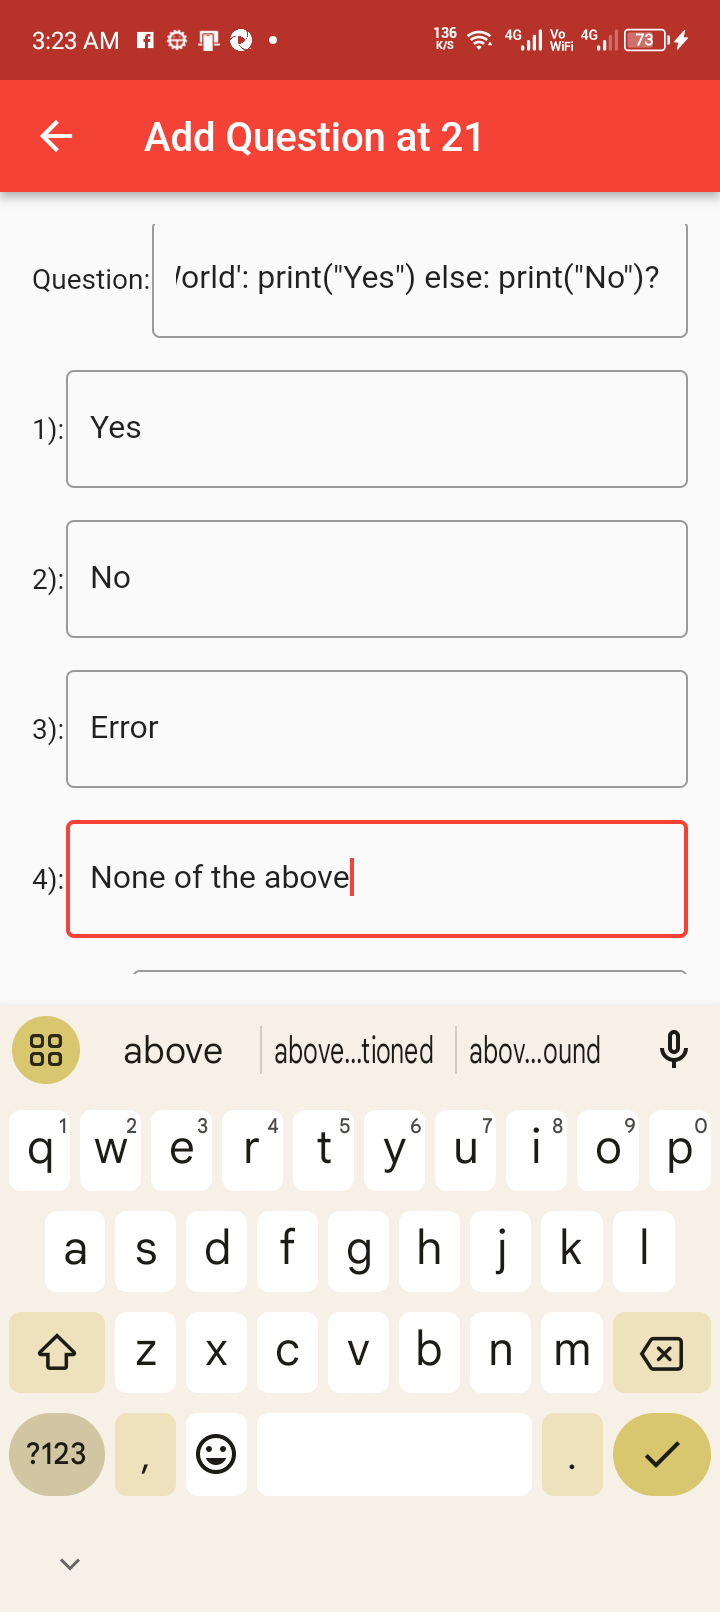 3:23 AM 136 K/S 4G Vo WiFi 4G 73
Add Question at 21
Question: 'orld': print("Yes") else: print("No")?
1): Yes
2): No
3): Error
4): None of the above
above above...tioned abov...ound
q1 w2 e3 r4 t5 y6 u7 i8 o9 p0
a s d f g h j k l
z x c v b n m
?123 , .